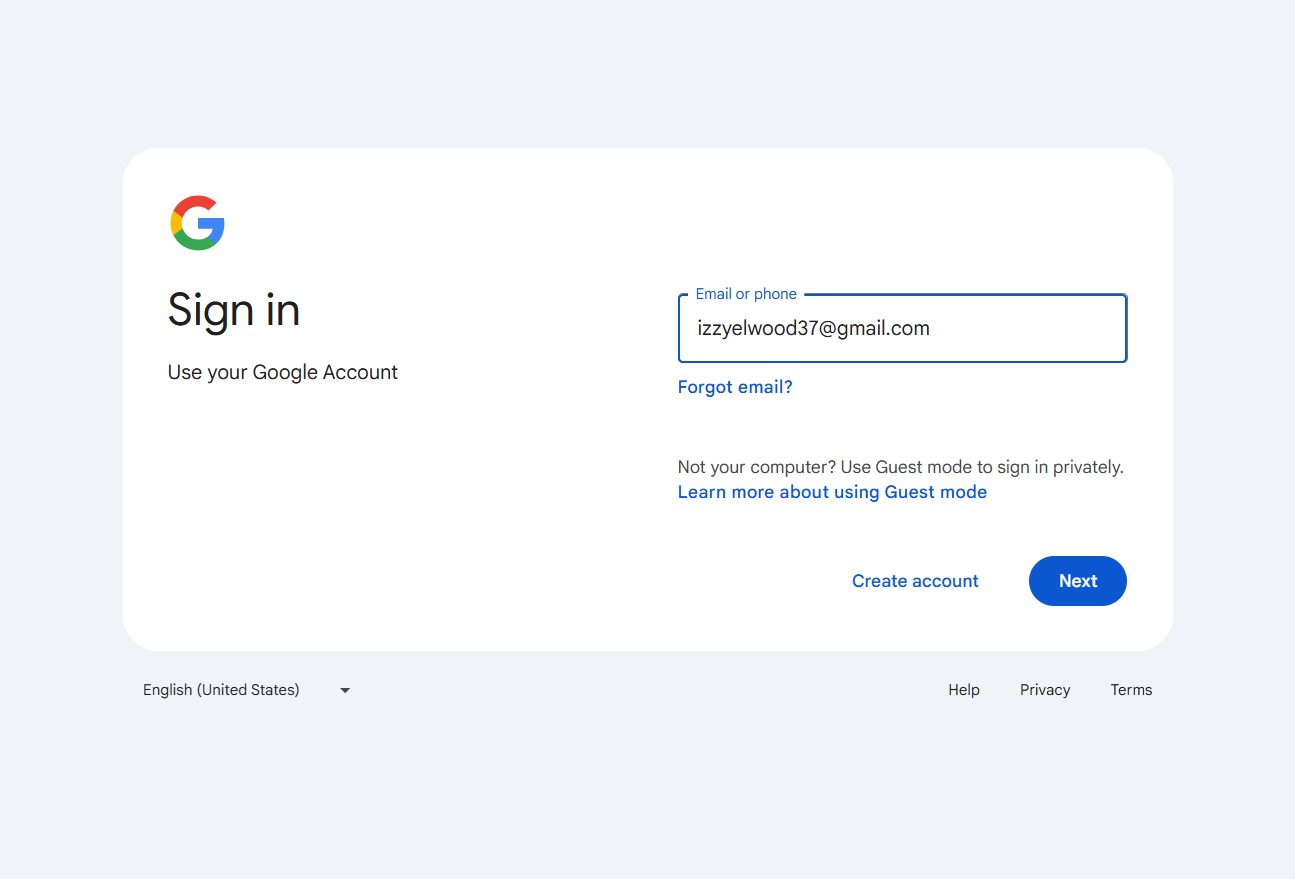 Sign in
Use your Google Account
Email or phone
izzyelwood37@gmail.com
Forgot email?
Not your computer? Use Guest mode to sign in privately.
Learn more about using Guest mode
Create account
Next
English (United States)
Help
Privacy
Terms